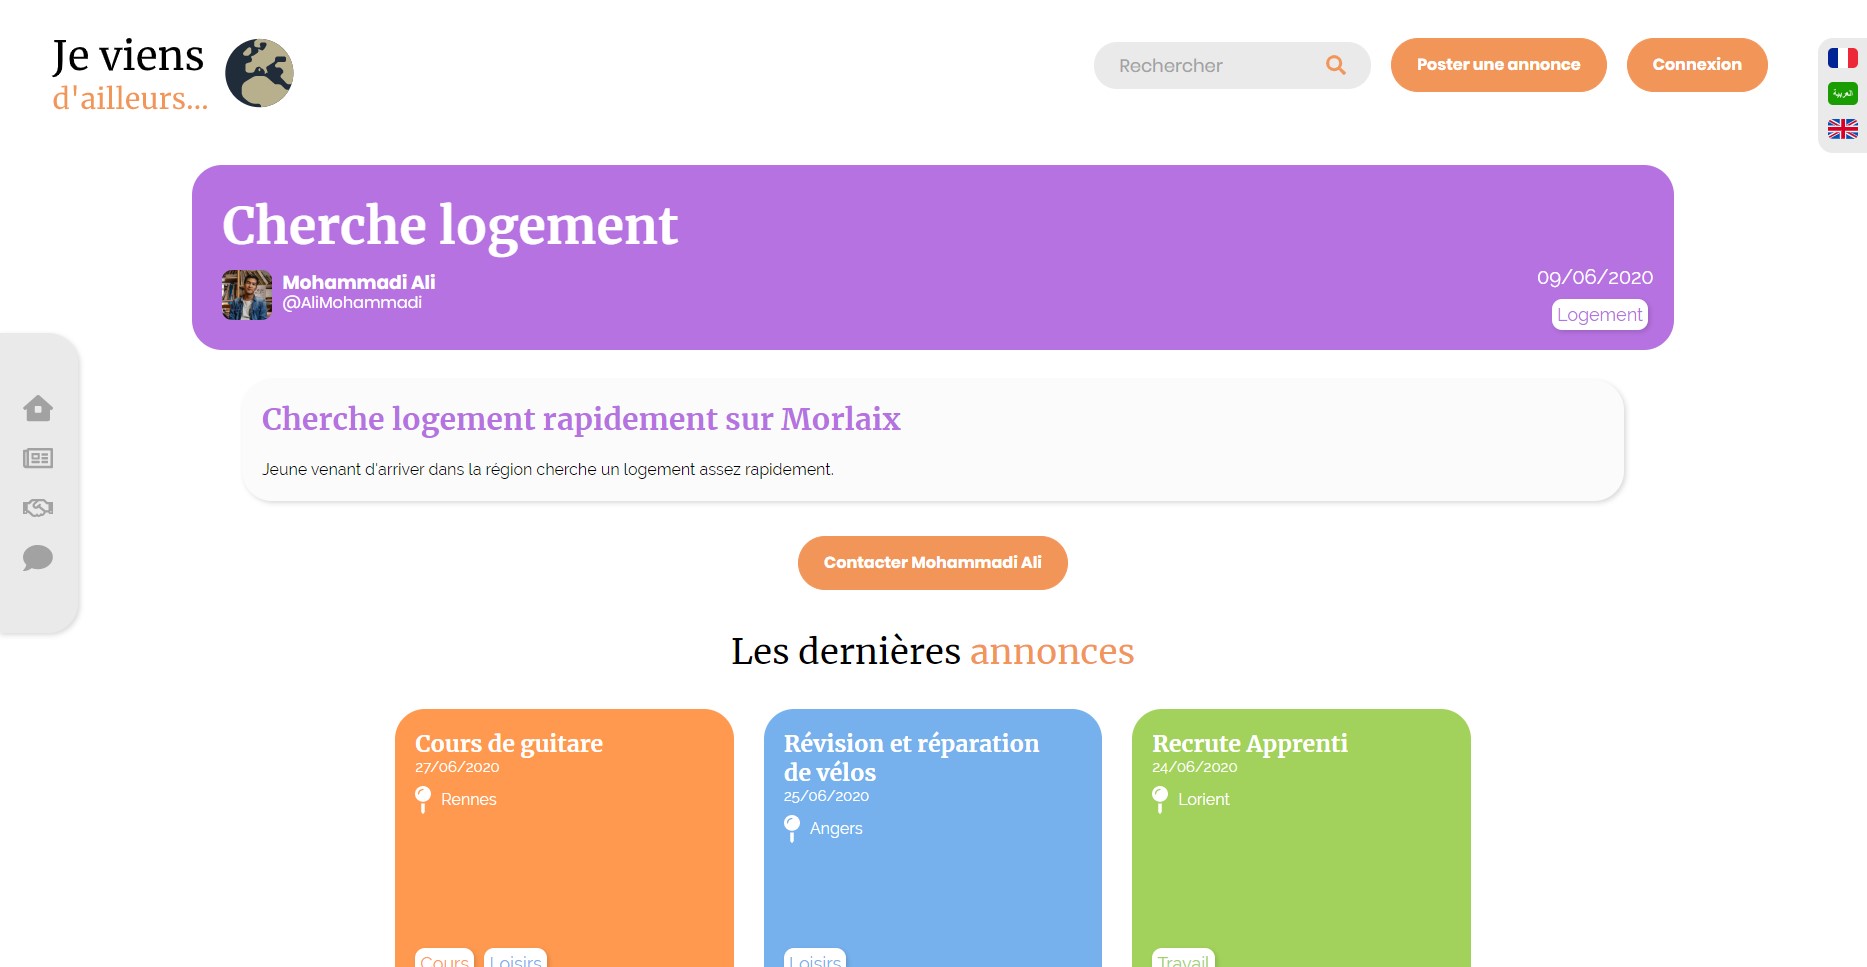 Je viens
d'ailleurs...
Rechercher
Poster une annonce
Connexion
العربية
Cherche logement
Mohammadi Ali
@AliMohammadi
09/06/2020
Logement
Cherche logement rapidement sur Morlaix
Jeune venant d'arriver dans la région cherche un logement assez rapidement.
Contacter Mohammadi Ali
Les dernières annonces
Cours de guitare
27/06/2020
Rennes
Cours
Loisirs
Révision et réparation
de vélos
25/06/2020
Angers
Loisirs
Recrute Apprenti
24/06/2020
Lorient
Travail